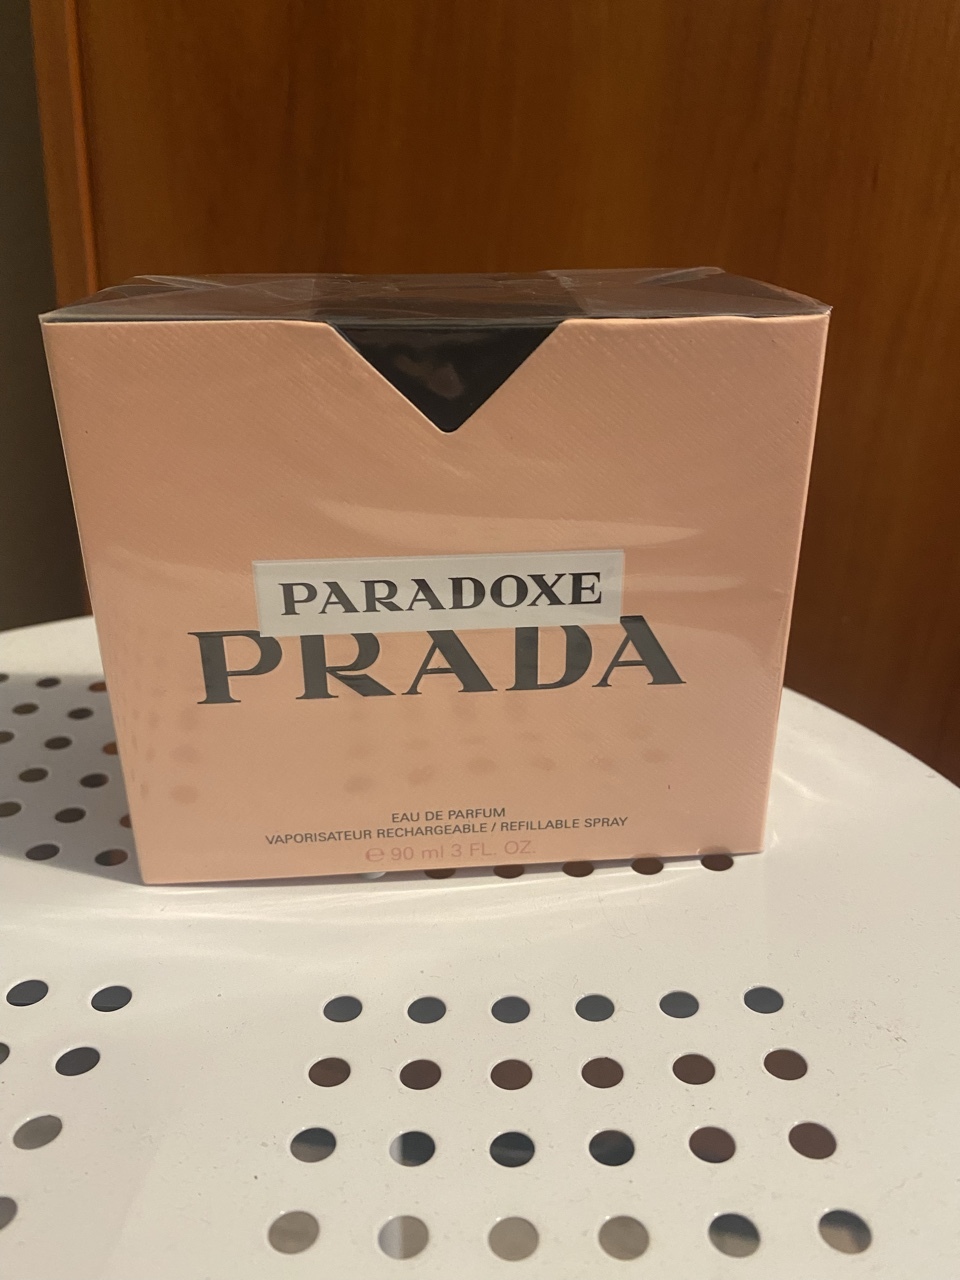 PARADOXE
PRADA
EAU DE PARFUM
VAPORISATEUR RECHARGEABLE / REFILLABLE SPRAY
℮ 90 ml 3 FL. OZ.